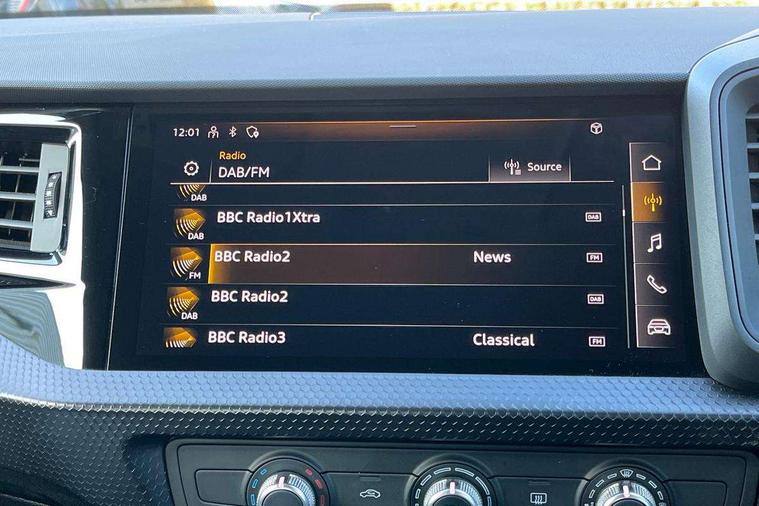 12:01
Radio
DAB/FM
Source
DAB
BBC Radio1Xtra
DAB
DAB
BBC Radio2
News
FM
FM
BBC Radio2
DAB
DAB
BBC Radio3
Classical
FM